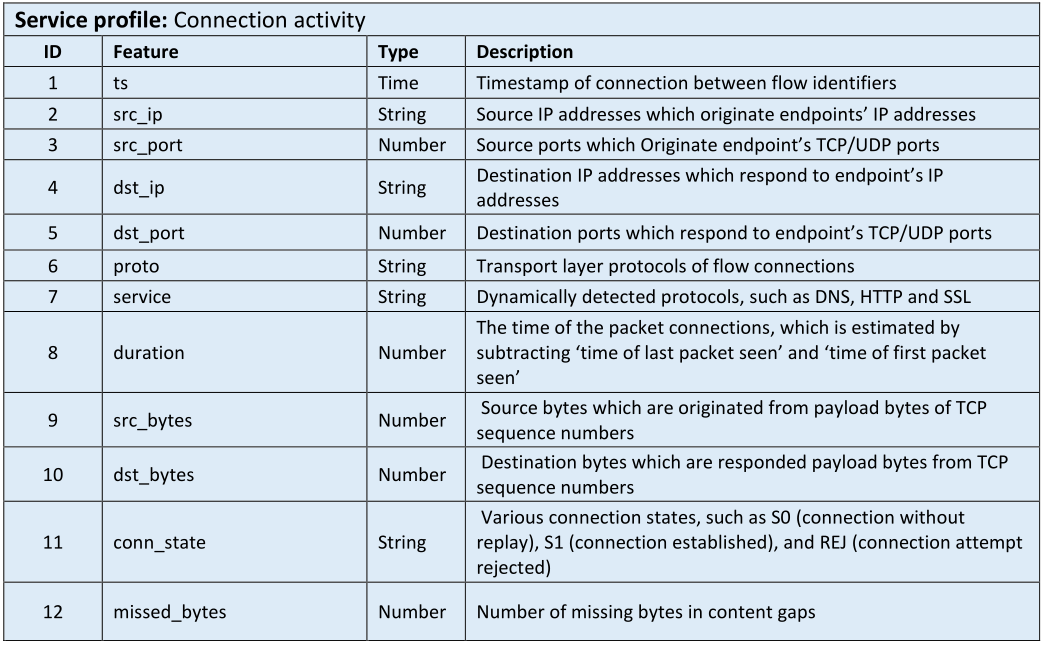 Service profile: Connection activity
ID Feature Type Description
1 ts Time Timestamp of connection between flow identifiers
2 src_ip String Source IP addresses which originate endpoints’ IP addresses
3 src_port Number Source ports which Originate endpoint’s TCP/UDP ports
4 dst_ip String Destination IP addresses which respond to endpoint’s IP
addresses
5 dst_port Number Destination ports which respond to endpoint’s TCP/UDP ports
6 proto String Transport layer protocols of flow connections
7 service String Dynamically detected protocols, such as DNS, HTTP and SSL
8 duration Number The time of the packet connections, which is estimated by
subtracting ‘time of last packet seen’ and ‘time of first packet
seen’
9 src_bytes Number Source bytes which are originated from payload bytes of TCP
sequence numbers
10 dst_bytes Number Destination bytes which are responded payload bytes from TCP
sequence numbers
11 conn_state String Various connection states, such as S0 (connection without
replay), S1 (connection established), and REJ (connection attempt
rejected)
12 missed_bytes Number Number of missing bytes in content gaps